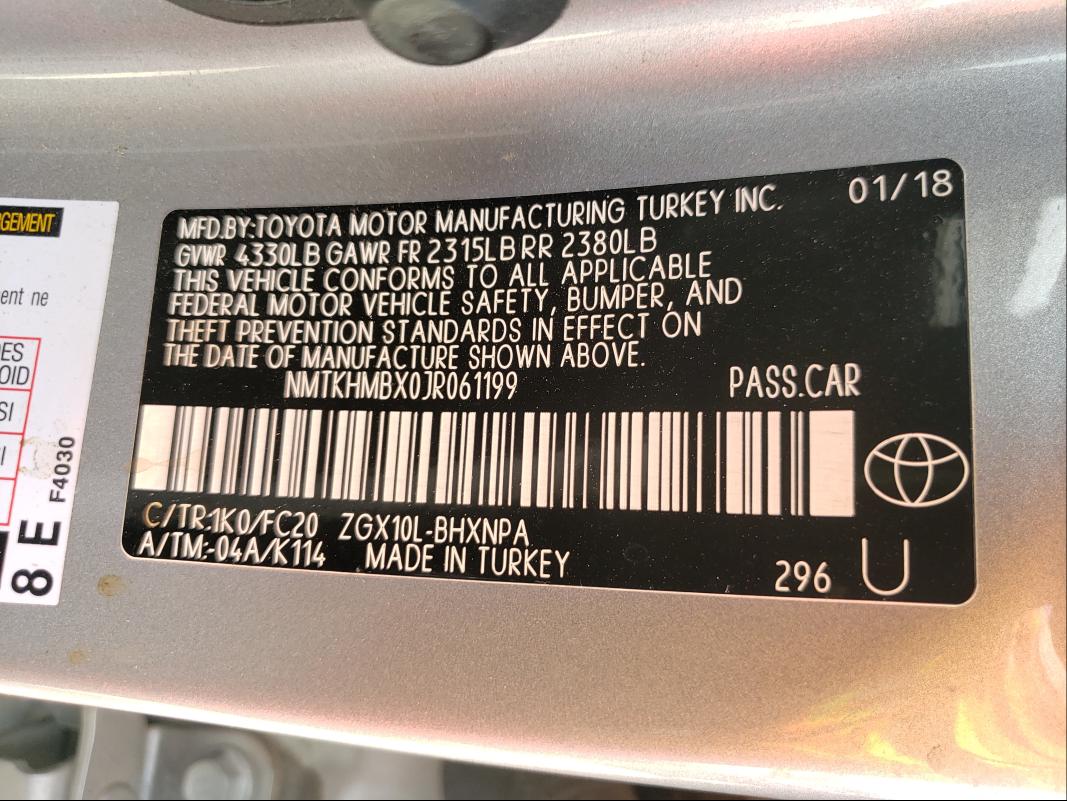 01/18
MFD.BY:TOYOTA MOTOR MANUFACTURING TURKEY INC.
GVWR 4330LB GAWR FR 2315LB RR 2380LB
THIS VEHICLE CONFORMS TO ALL APPLICABLE
FEDERAL MOTOR VEHICLE SAFETY, BUMPER, AND
THEFT PREVENTION STANDARDS IN EFFECT ON
THE DATE OF MANUFACTURE SHOWN ABOVE.
NMTKHMBX0JR061199 PASS.CAR
C/TR:1K0/FC20 ZGX10L-BHXNPA
A/TM:-04A/K114 MADE IN TURKEY
296 U
ne
8 E F4030